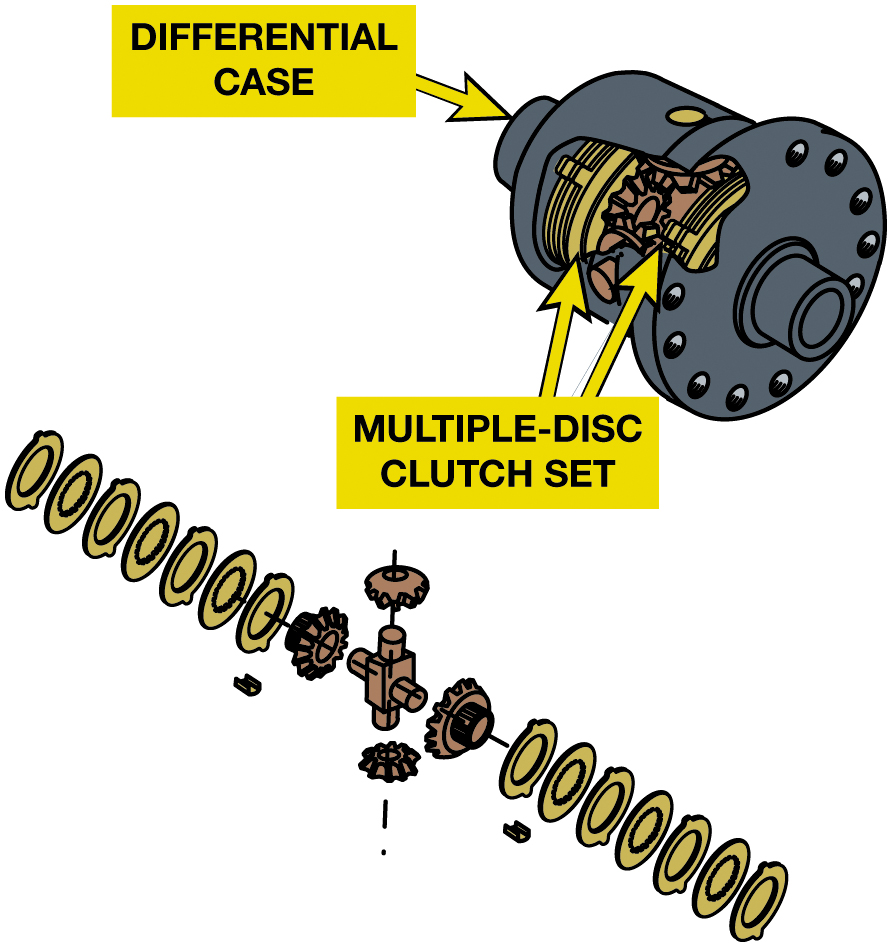 DIFFERENTIAL
CASE
MULTIPLE-DISC
CLUTCH SET